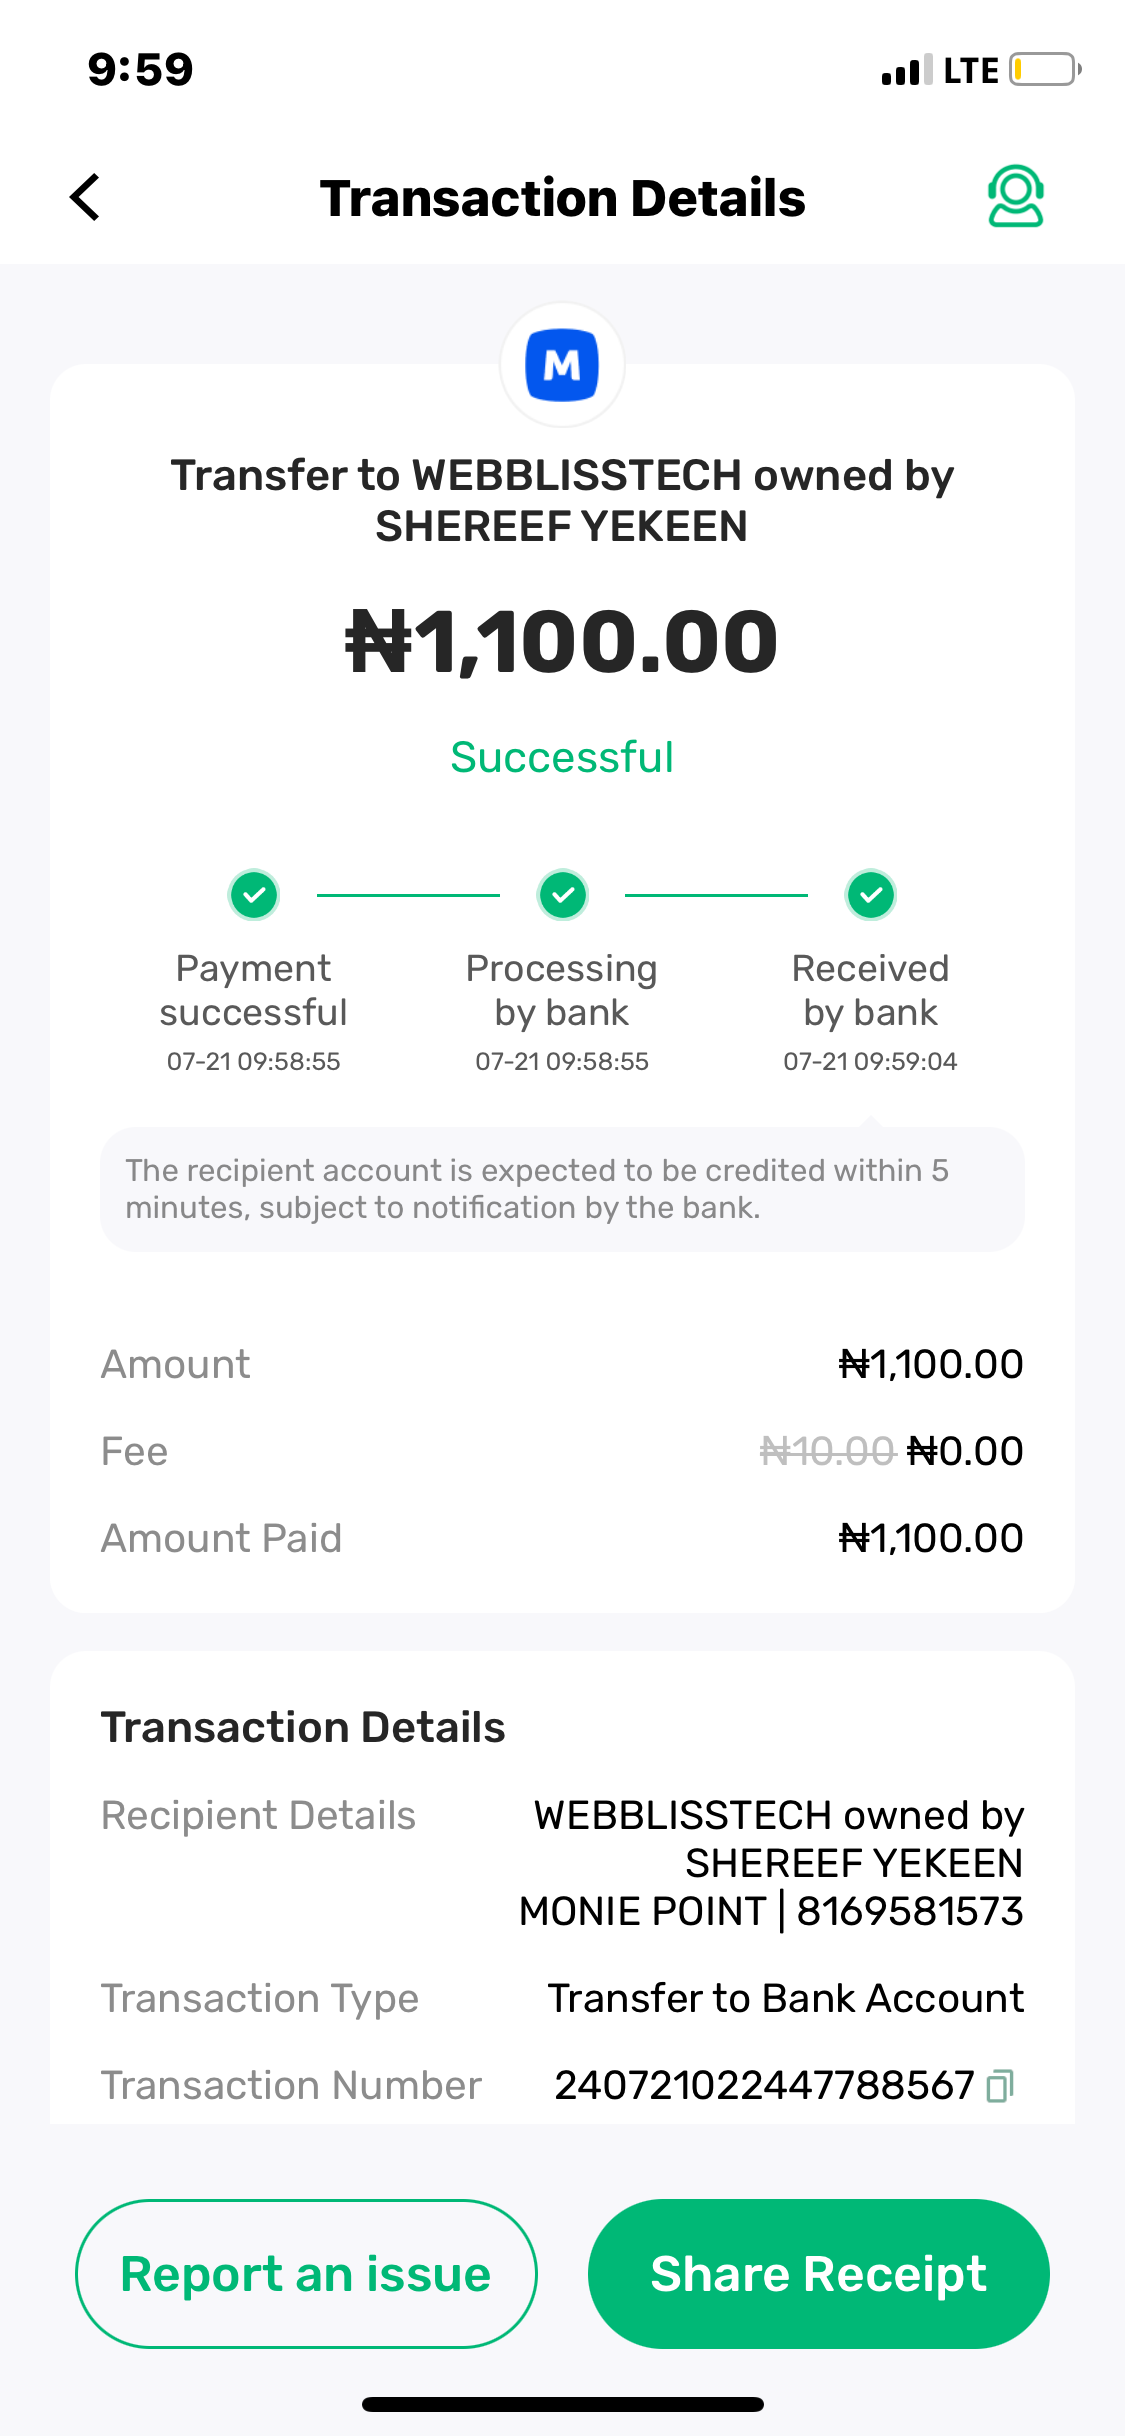 9:59
LTE
Transaction Details
M
Transfer to WEBBLISSTECH owned by
SHEREEF YEKEEN
₦1,100.00
Successful
Payment
successful
07-21 09:58:55
Processing
by bank
07-21 09:58:55
Received
by bank
07-21 09:59:04
The recipient account is expected to be credited within 5
minutes, subject to notification by the bank.
Amount
₦1,100.00
Fee
₦10.00 ₦0.00
Amount Paid
₦1,100.00
Transaction Details
Recipient Details
WEBBLISSTECH owned by
SHEREEF YEKEEN
MONIE POINT | 8169581573
Transaction Type
Transfer to Bank Account
Transaction Number
240721022447788567
Report an issue
Share Receipt